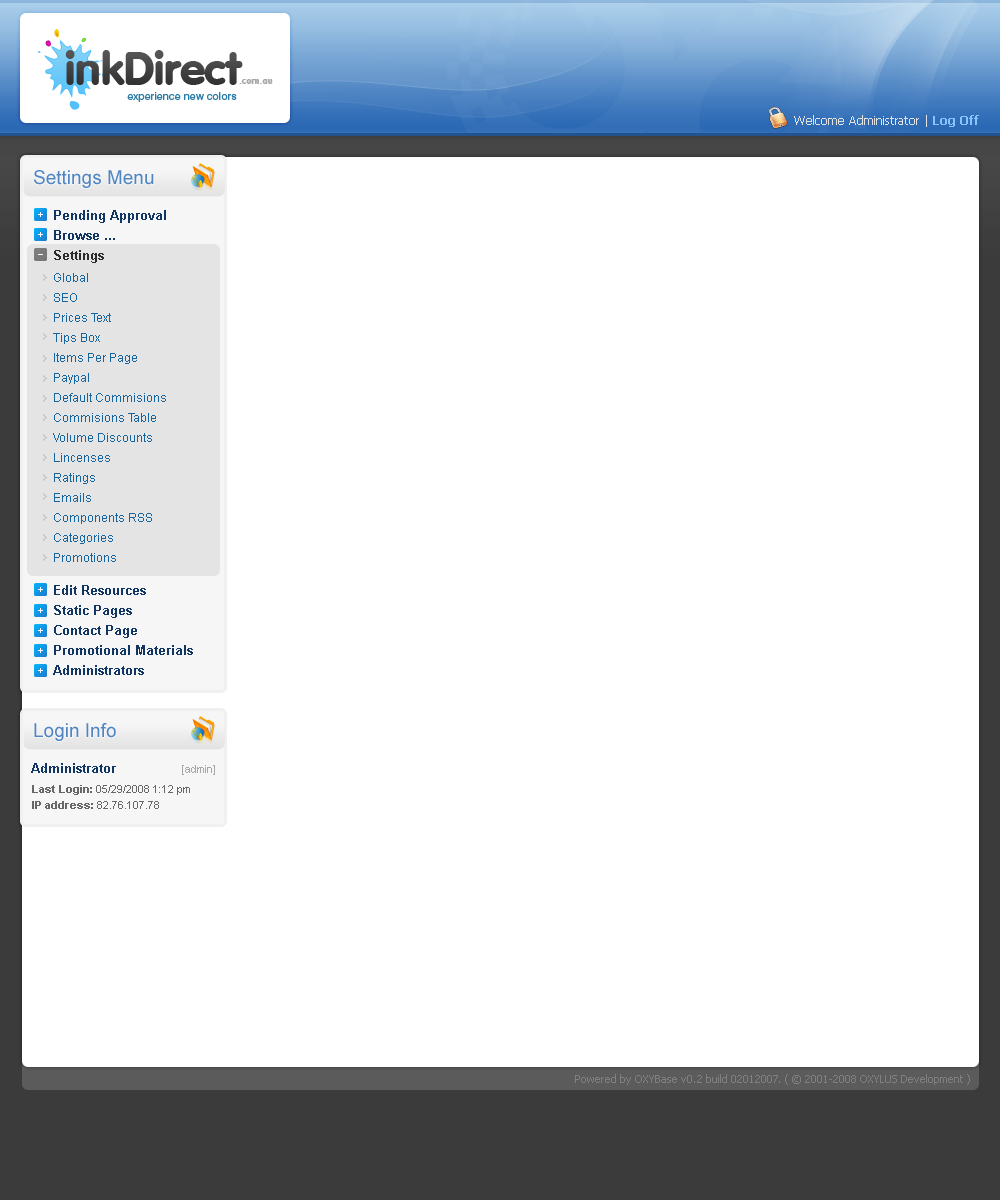 inkDirect.com.au
experience new colors
Welcome Administrator | Log Off
Settings Menu
Pending Approval
Browse ...
Settings
Global
SEO
Prices Text
Tips Box
Items Per Page
Paypal
Default Commisions
Commisions Table
Volume Discounts
Lincenses
Ratings
Emails
Components RSS
Categories
Promotions
Edit Resources
Static Pages
Contact Page
Promotional Materials
Administrators
Login Info
Administrator [admin]
Last Login: 05/29/2008 1:12 pm
IP address: 82.76.107.78
Powered by OXYBase v0.2 build 02012007. ( © 2001-2008 OXYLUS Development )